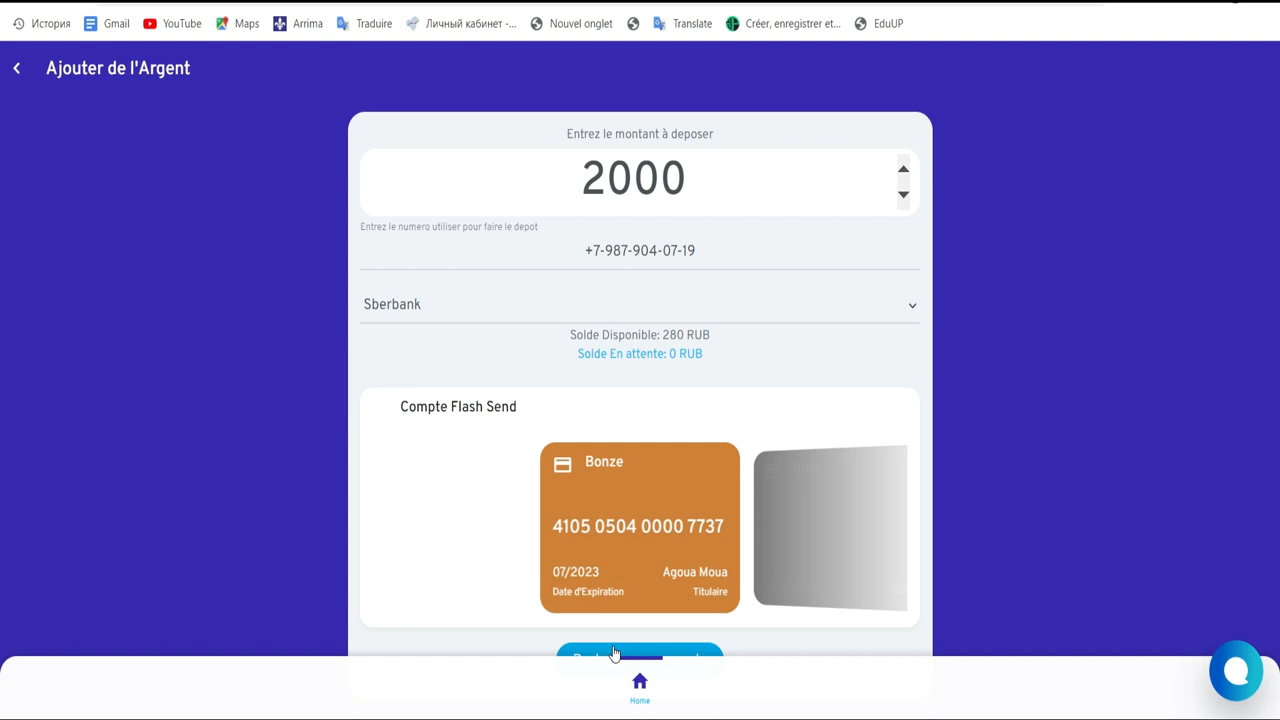 История Gmail YouTube Maps Arrima Traduire Личный кабинет -... Nouvel onglet Translate Créer, enregistrer et... EduUP
Ajouter de l'Argent
Entrez le montant à deposer
2000
Entrez le numero utiliser pour faire le depot
+7-987-904-07-19
Sberbank
Solde Disponible: 280 RUB
Solde En attente: 0 RUB
Compte Flash Send
Bonze
4105 0504 0000 7737
07/2023 Agoua Moua
Date d'Expiration Titulaire
Home